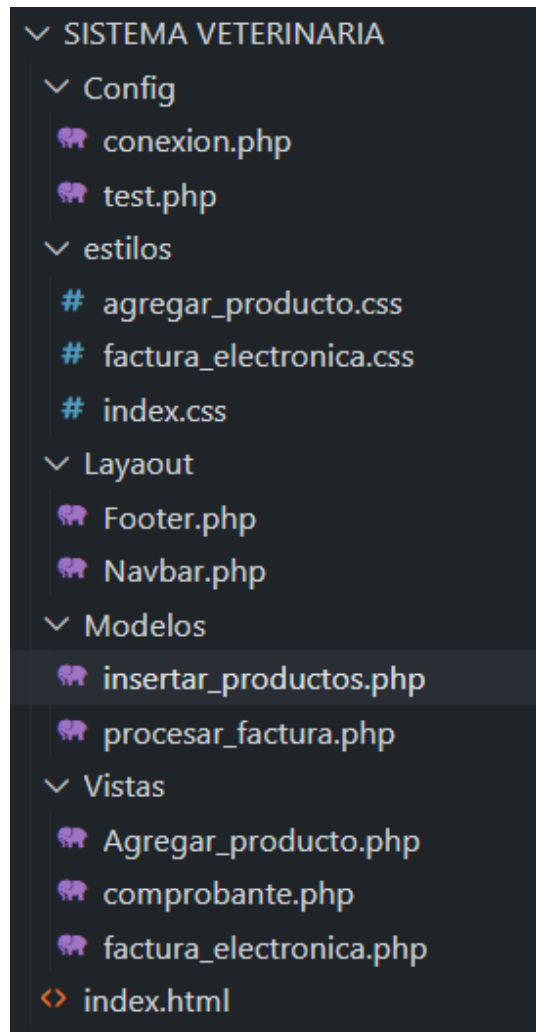 SISTEMA VETERINARIA
Config
conexion.php
test.php
estilos
# agregar_producto.css
# factura_electronica.css
# index.css
Layaout
Footer.php
Navbar.php
Modelos
insertar_productos.php
procesar_factura.php
Vistas
Agregar_producto.php
comprobante.php
factura_electronica.php
<> index.html